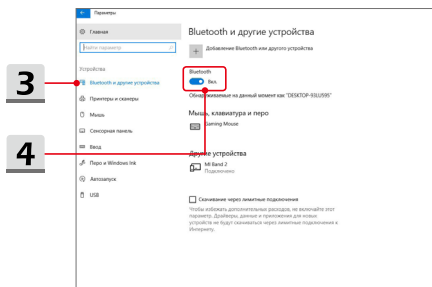 Параметры
Главная
Найти параметр
Устройства
Bluetooth и другие устройства
Принтеры и сканеры
Мышь
Сенсорная панель
Ввод
Перо и Windows Ink
Автозапуск
USB
3
4
Bluetooth и другие устройства
Добавление Bluetooth или другого устройства
Bluetooth
Вкл.
Обнаруживаемые на данный момент как "DESKTOP-93LU59S"
Мышь, клавиатура и перо
Gaming Mouse
Другие устройства
MI Band 2
Подключено
Скачивание через лимитные подключения
Чтобы избежать дополнительных расходов, не включайте этот
параметр. Драйверы, данные и приложения для новых
устройств не будут скачиваться через лимитные подключения к
Интернету.